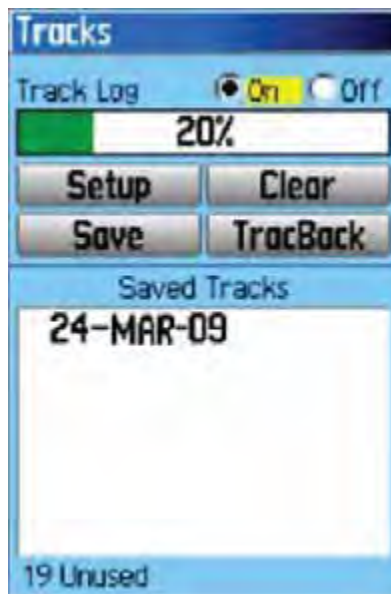 Tracks
Track Log On Off
20%
Setup Clear
Save TracBack
Saved Tracks
24-MAR-09
19 Unused